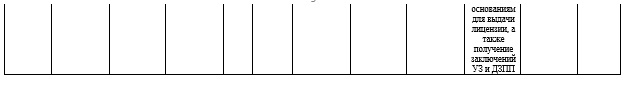 основаниям
для выдачи
лицензии, а
также
получение
заключений
УЗ и ДЗПП